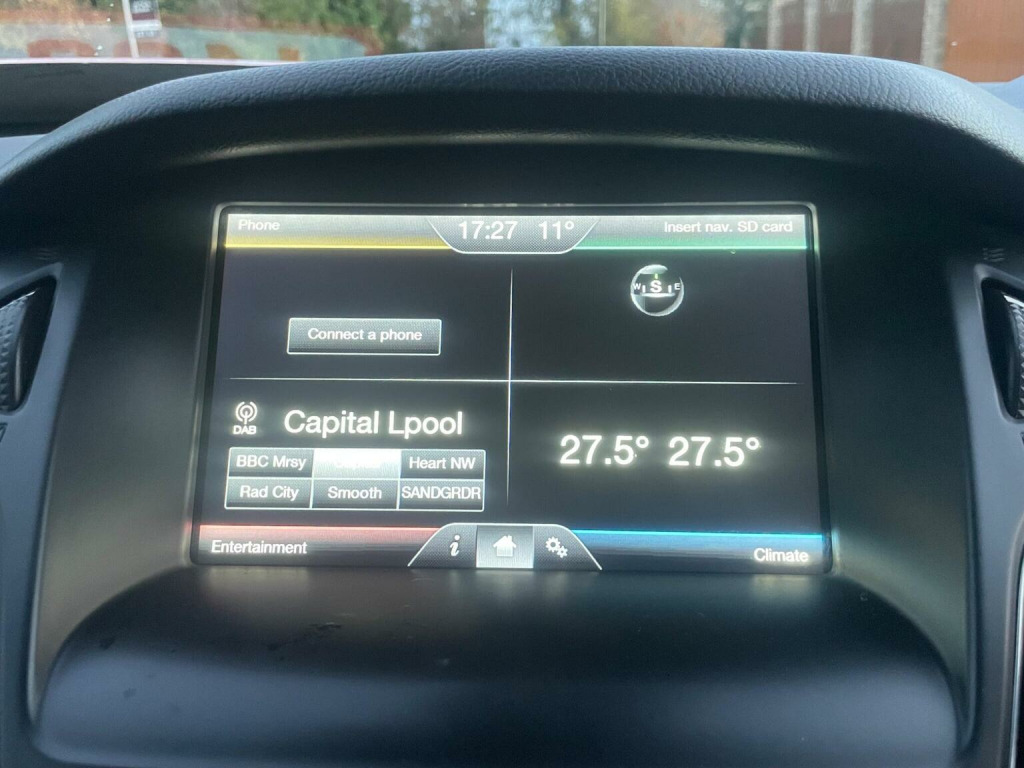 Phone
17:27 11°
Insert nav. SD card
W S E
Connect a phone
DAB
Capital Lpool
BBC Mrsy
Heart NW
Rad City
Smooth
SANDGRDR
27.5° 27.5°
Entertainment
i
Climate